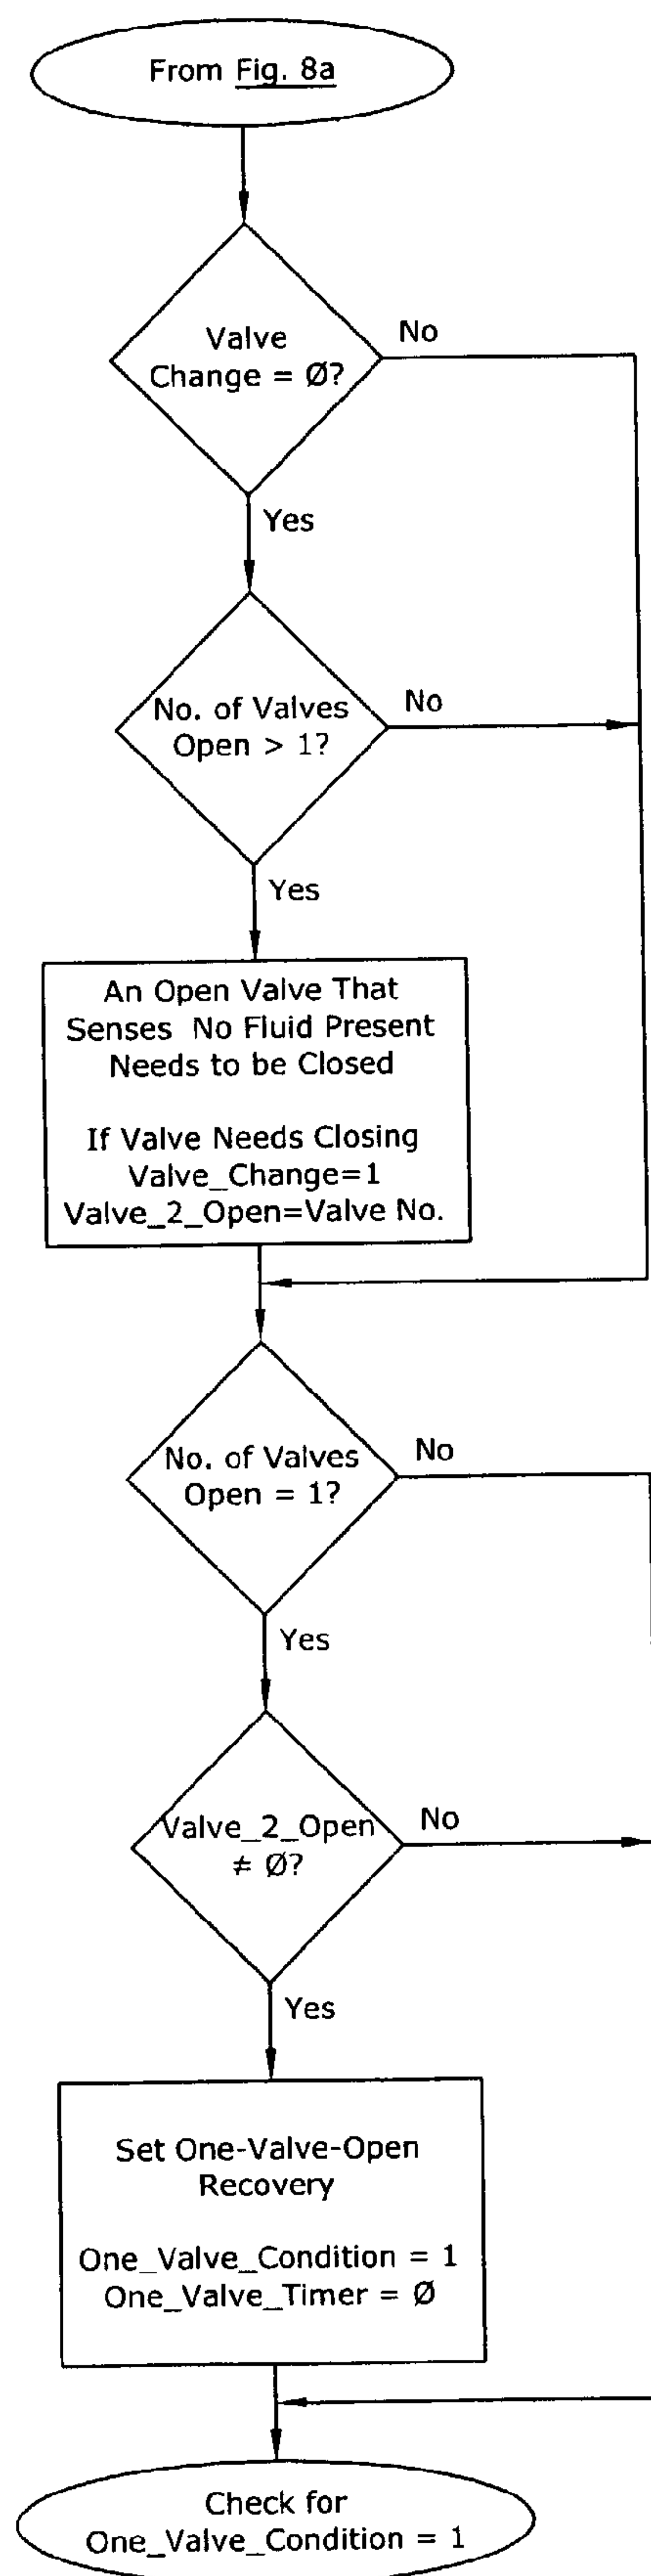 From Fig. 8a
Valve
Change = Ø?
No
Yes
No. of Valves
Open > 1?
No
Yes
An Open Valve That
Senses No Fluid Present
Needs to be Closed
If Valve Needs Closing
Valve_Change=1
Valve_2_Open=Valve No.
No. of Valves
Open = 1?
No
Yes
Valve_2_Open
≠ Ø?
No
Yes
Set One-Valve-Open
Recovery
One_Valve_Condition = 1
One_Valve_Timer = Ø
Check for
One_Valve_Condition = 1